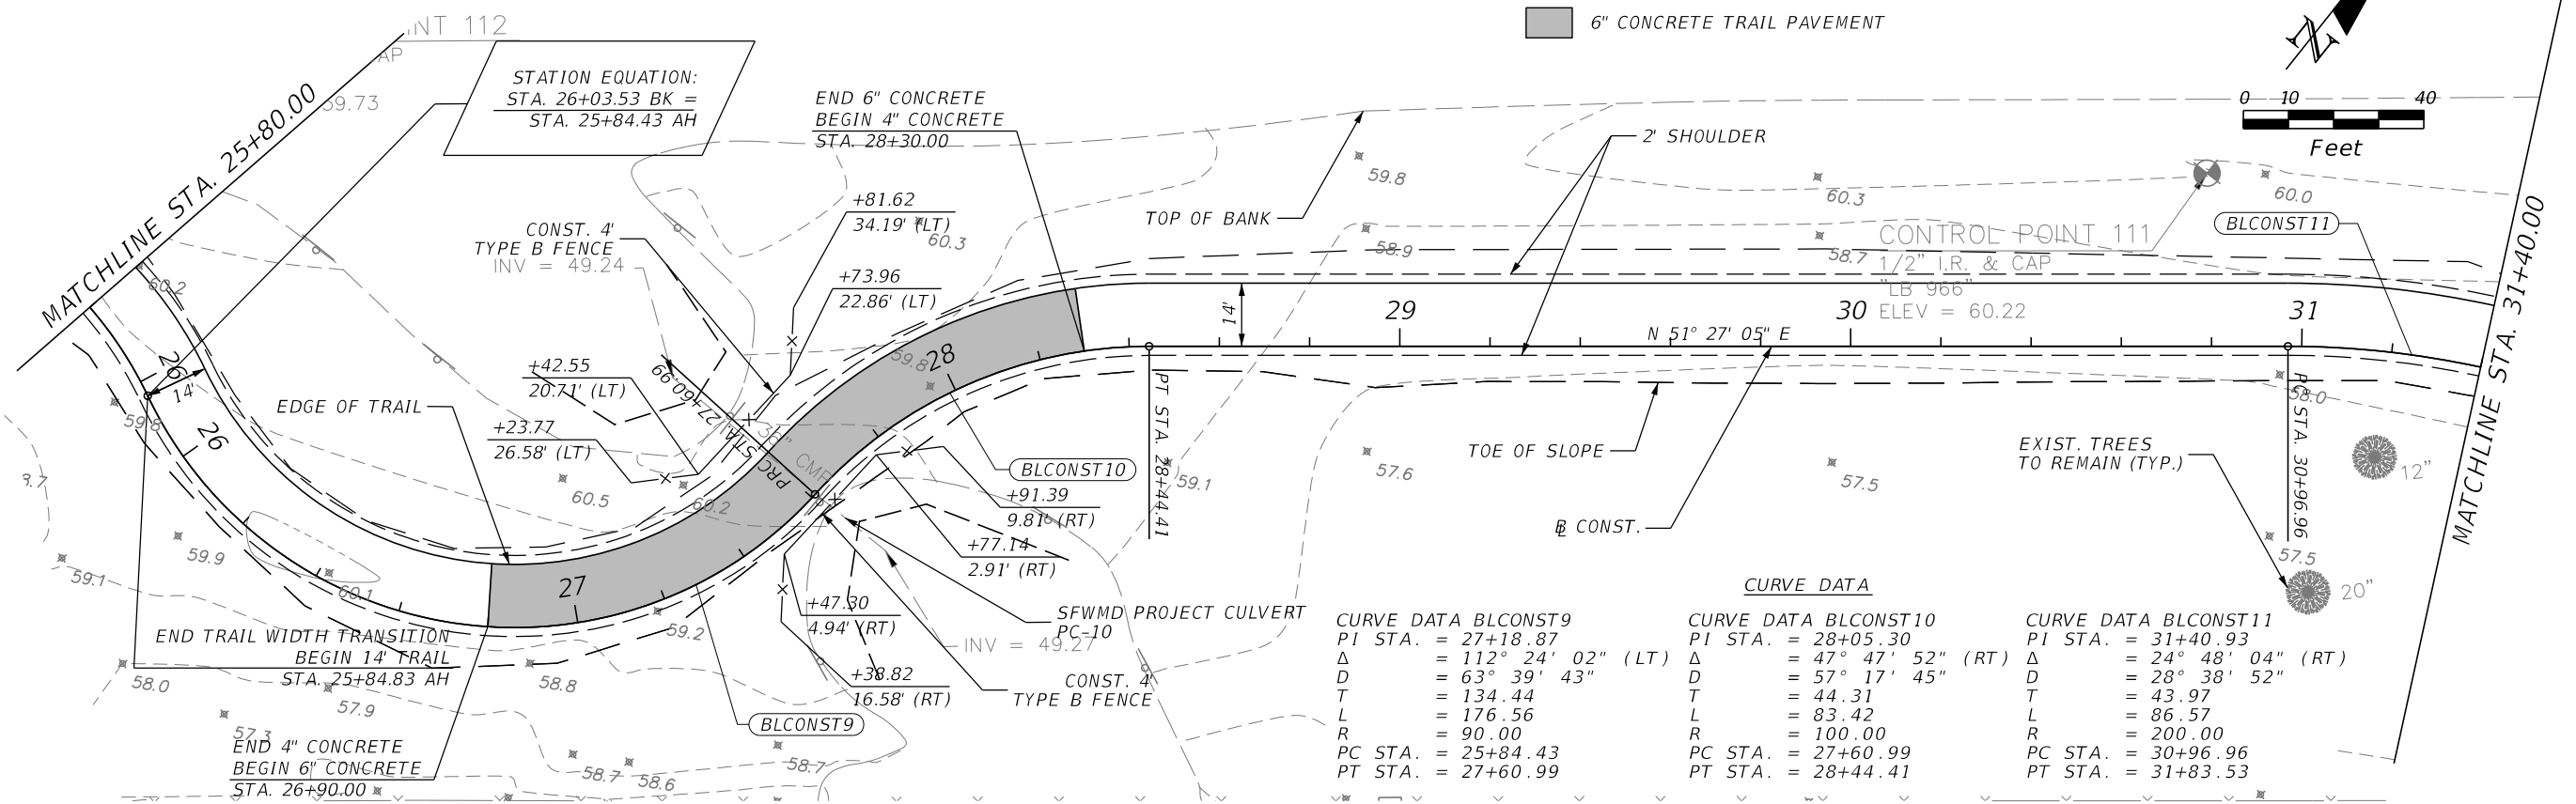 INT 112
AP
59.73
MATCHLINE STA. 25+80.00
STATION EQUATION:
STA. 26+03.53 BK =
STA. 25+84.43 AH
END 6" CONCRETE
BEGIN 4" CONCRETE
STA. 28+30.00
6" CONCRETE TRAIL PAVEMENT
N
0 10 40
Feet
2' SHOULDER
TOP OF BANK
59.8
60.3
60.0
BLCONST11
MATCHLINE STA. 31+40.00
+81.62
34.19' (LT)
60.3
CONST. 4'
TYPE B FENCE
INV = 49.24
+73.96
22.86' (LT)
58.9
58.7
CONTROL POINT 111
1/2" I.R. & CAP
"LB 966"
ELEV = 60.22
60.2
14'
29
30
31
N 51° 27' 05" E
26
14'
26
59.8
28
59.8
+42.55
20.71' (LT)
PRC STA. 27+60.99
36"
CMP
EDGE OF TRAIL
+23.77
26.58' (LT)
PT STA. 28+44.41
PC STA. 30+96.96
58.0
TOE OF SLOPE
EXIST. TREES
TO REMAIN (TYP.)
12"
BLCONST10
57.6
57.5
59.1
60.5
60.2
+91.39
9.81' (RT)
BL CONST.
59.9
59.1
60.1
+77.14
2.91' (RT)
57.5
20"
27
+47.30
4.94' (RT)
SFWMD PROJECT CULVERT
PC-10
INV = 49.27
59.2
END TRAIL WIDTH TRANSITION
BEGIN 14' TRAIL
STA. 25+84.83 AH
58.0
57.9
57.3
58.8
+38.82
16.58' (RT)
CONST. 4'
TYPE B FENCE
BLCONST9
END 4" CONCRETE
BEGIN 6" CONCRETE
STA. 26+90.00
58.7
58.6
58.7
CURVE DATA
CURVE DATA BLCONST9
PI STA. = 27+18.87
Δ = 112° 24' 02" (LT)
D = 63° 39' 43"
T = 134.44
L = 176.56
R = 90.00
PC STA. = 25+84.43
PT STA. = 27+60.99
CURVE DATA BLCONST10
PI STA. = 28+05.30
Δ = 47° 47' 52" (RT)
D = 57° 17' 45"
T = 44.31
L = 83.42
R = 100.00
PC STA. = 27+60.99
PT STA. = 28+44.41
CURVE DATA BLCONST11
PI STA. = 31+40.93
Δ = 24° 48' 04" (RT)
D = 28° 38' 52"
T = 43.97
L = 86.57
R = 200.00
PC STA. = 30+96.96
PT STA. = 31+83.53